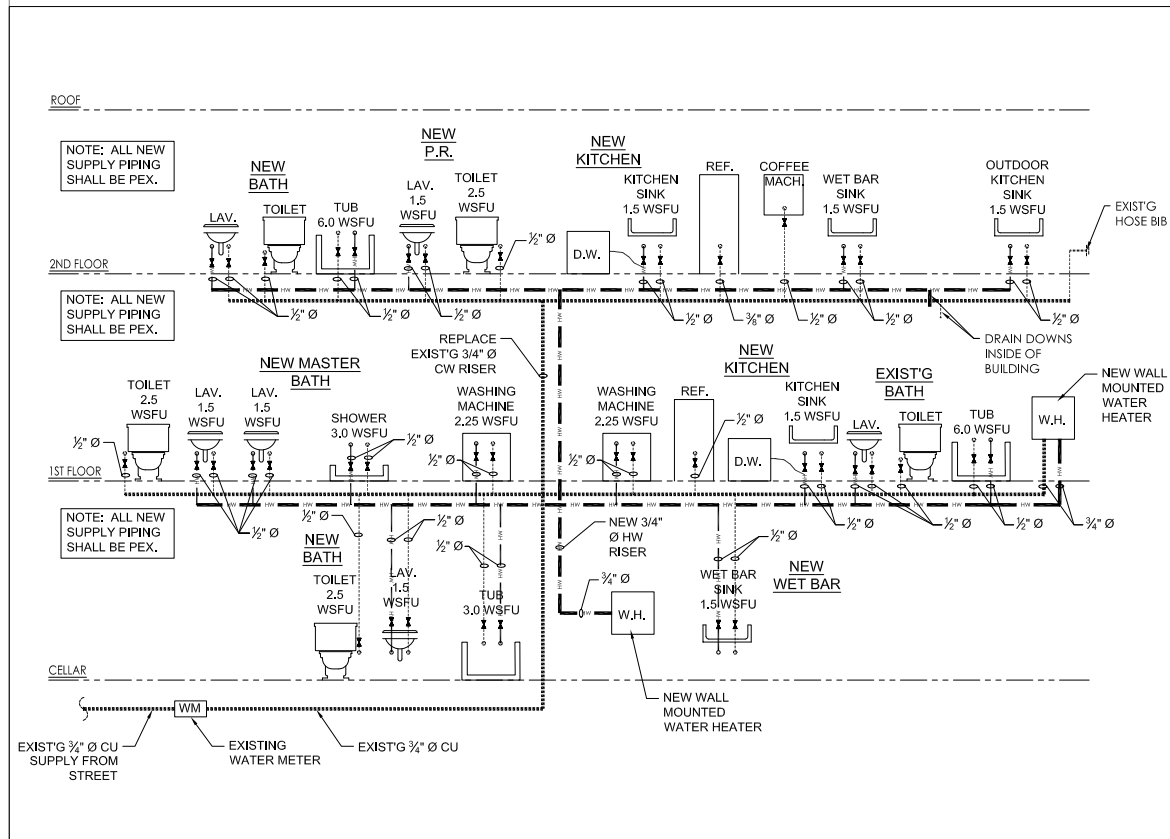 ROOF
NOTE: ALL NEW
SUPPLY PIPING
SHALL BE PEX.
NEW
BATH
LAV.
TOILET
TUB
6.0 WSFU
NEW
P.R.
LAV.
1.5
WSFU
TOILET
2.5
WSFU
½" Ø
NEW
KITCHEN
D.W.
KITCHEN
SINK
1.5 WSFU
REF.
COFFEE
MACH.
WET BAR
SINK
1.5 WSFU
OUTDOOR
KITCHEN
SINK
1.5 WSFU
EXIST'G
HOSE BIB
2ND FLOOR
HW
½" Ø
½" Ø
½" Ø
½" Ø
⅜" Ø
½" Ø
½" Ø
½" Ø
NOTE: ALL NEW
SUPPLY PIPING
SHALL BE PEX.
REPLACE
EXIST'G 3/4" Ø
CW RISER
DRAIN DOWNS
INSIDE OF
BUILDING
NEW MASTER
BATH
TOILET
2.5
WSFU
½" Ø
LAV.
1.5
WSFU
LAV.
1.5
WSFU
SHOWER
3.0 WSFU
½" Ø
WASHING
MACHINE
2.25 WSFU
½" Ø
WASHING
MACHINE
2.25 WSFU
½" Ø
REF.
½" Ø
NEW
KITCHEN
D.W.
KITCHEN
SINK
1.5 WSFU
EXIST'G
BATH
LAV.
TOILET
TUB
6.0 WSFU
W.H.
NEW WALL
MOUNTED
WATER
HEATER
1ST FLOOR
HW
½" Ø
½" Ø
½" Ø
½" Ø
½" Ø
½" Ø
½" Ø
¾" Ø
NOTE: ALL NEW
SUPPLY PIPING
SHALL BE PEX.
NEW
BATH
TOILET
2.5
WSFU
LAV.
1.5
WSFU
½" Ø
TUB
3.0 WSFU
NEW 3/4"
Ø HW
RISER
¾" Ø
W.H.
NEW WALL
MOUNTED
WATER HEATER
½" Ø
WET BAR
SINK
1.5 WSFU
NEW
WET BAR
CELLAR
WM
EXIST'G ¾" Ø CU
SUPPLY FROM
STREET
EXISTING
WATER METER
EXIST'G ¾" Ø CU